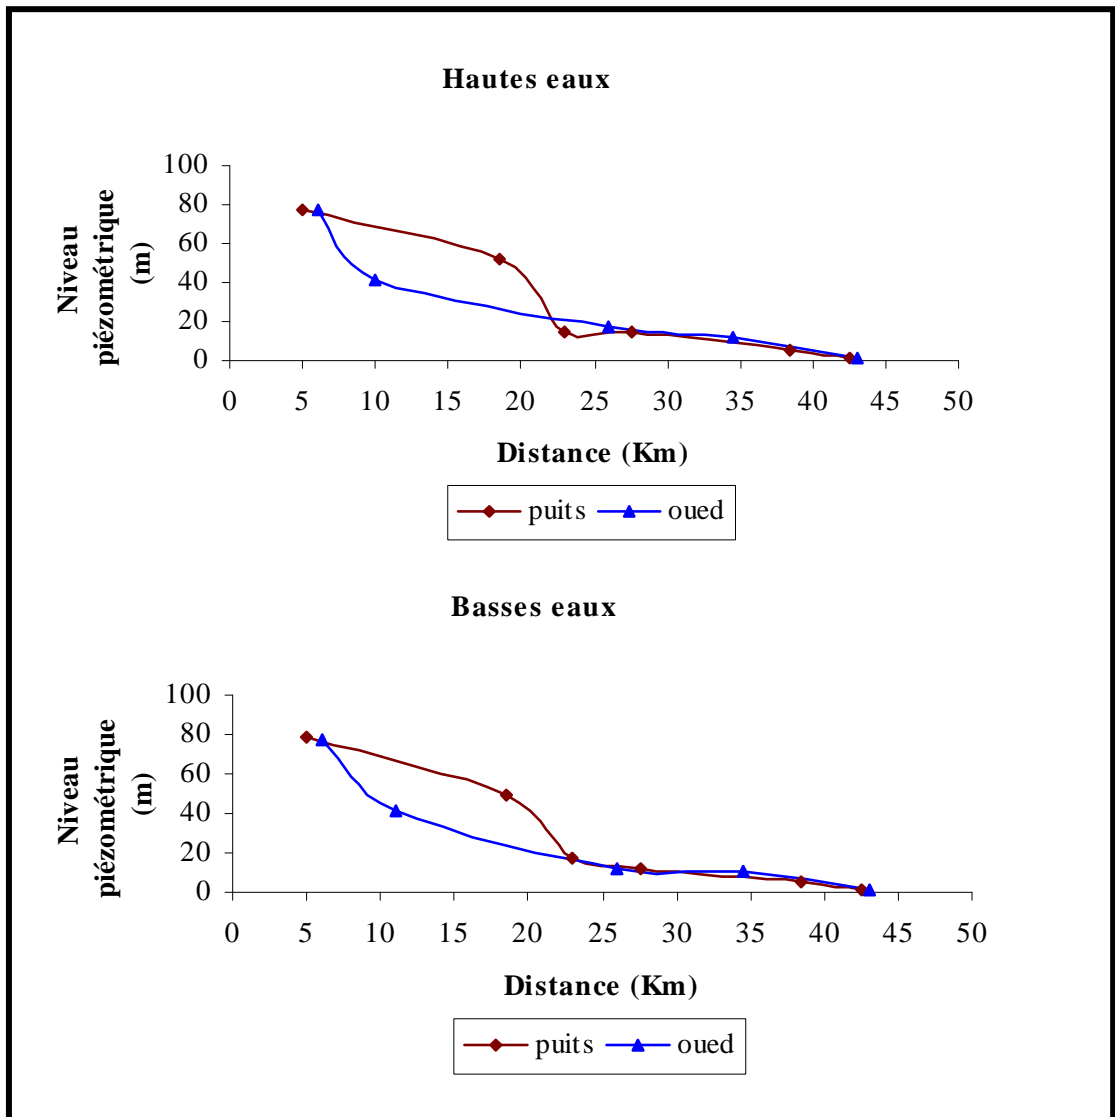 Hautes eaux
100
80
60
40
20
0
Niveau
piézométrique
(m)
0 5 10 15 20 25 30 35 40 45 50
Distance (Km)
puits oued
Basses eaux
100
80
60
40
20
0
Niveau
piézométrique
(m)
0 5 10 15 20 25 30 35 40 45 50
Distance (Km)
puits oued